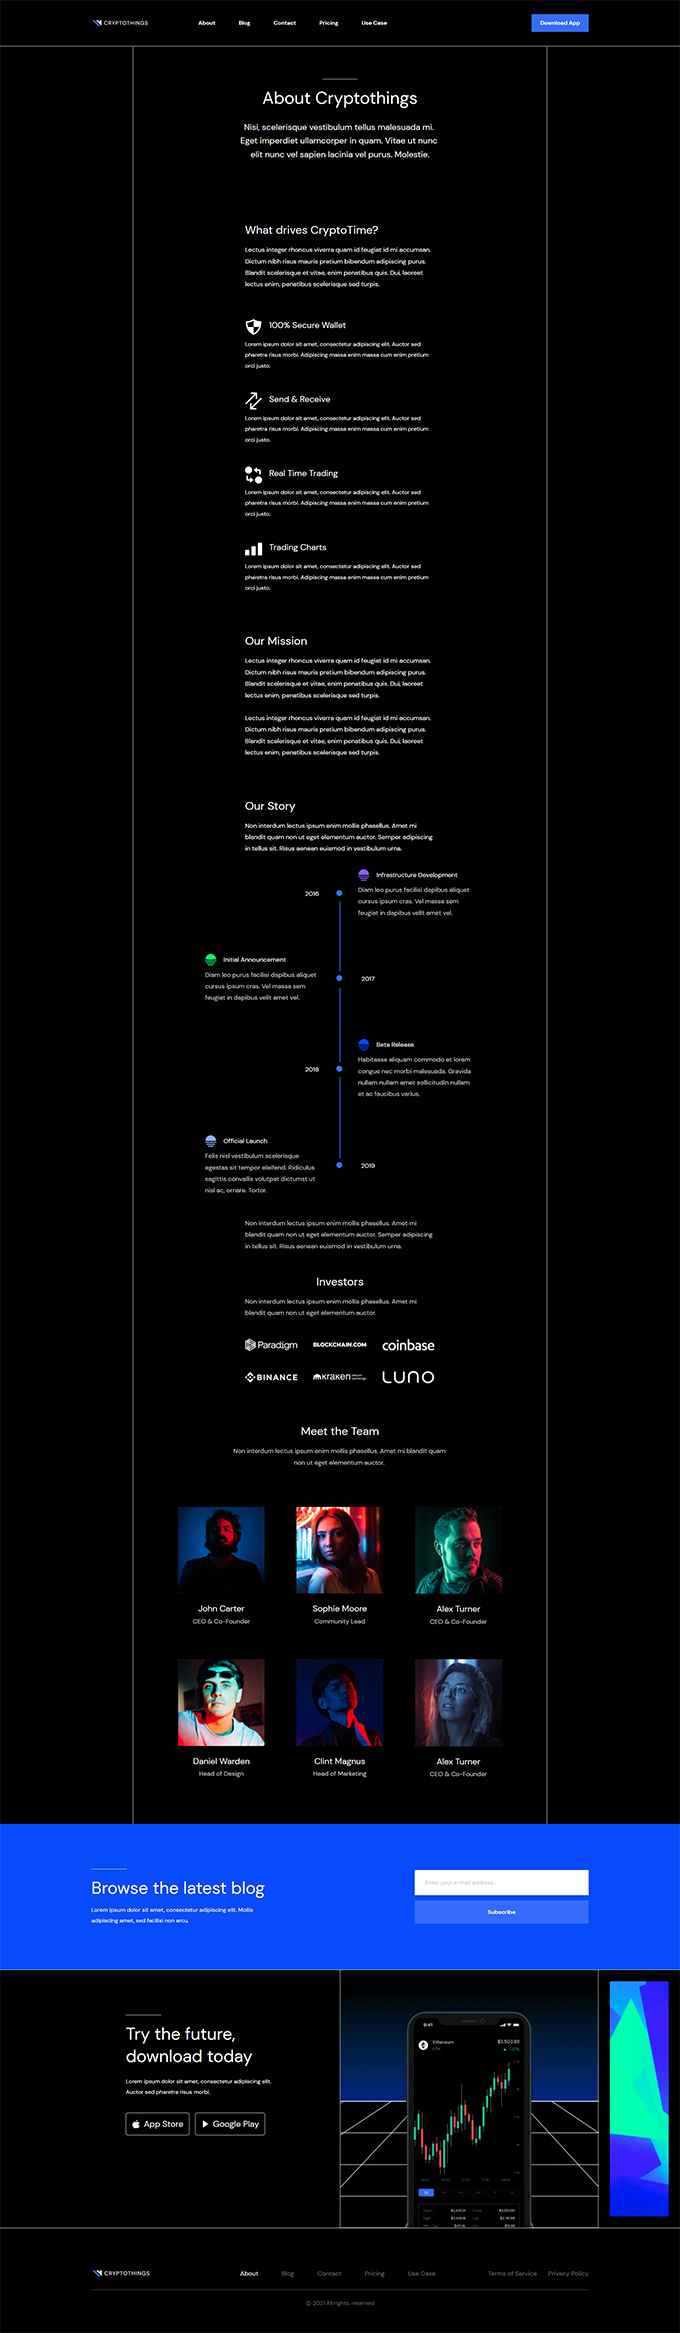 CRYPTOTHINGS
About Blog Contact Pricing Use Case
Download App
About Cryptothings
Nisi, scelerisque vestibulum tellus malesuada mi.
Eget imperdiet ullamcorper in quam. Vitae ut nunc
elit nunc vel sapien lacinia vel purus. Molestie.
What drives CryptoTime?
Lectus integer rhoncus viverra quam id feugiat id mi accumsan.
Dictum nibh risus mauris pretium bibendum adipiscing purus.
Blandit scelerisque et vitae, enim penatibus quis. Dui, laoreet
lectus enim, penatibus scelerisque sed turpis.
100% Secure Wallet
Lorem ipsum dolor sit amet, consectetur adipiscing elit. Auctor sed
pharetra risus morbi. Adipiscing massa enim massa cum enim pretium
orci justo.
Send & Receive
Lorem ipsum dolor sit amet, consectetur adipiscing elit. Auctor sed
pharetra risus morbi. Adipiscing massa enim massa cum enim pretium
orci justo.
Real Time Trading
Lorem ipsum dolor sit amet, consectetur adipiscing elit. Auctor sed
pharetra risus morbi. Adipiscing massa enim massa cum enim pretium
orci justo.
Trading Charts
Lorem ipsum dolor sit amet, consectetur adipiscing elit. Auctor sed
pharetra risus morbi. Adipiscing massa enim massa cum enim pretium
orci justo.
Our Mission
Lectus integer rhoncus viverra quam id feugiat id mi accumsan.
Dictum nibh risus mauris pretium bibendum adipiscing purus.
Blandit scelerisque et vitae, enim penatibus quis. Dui, laoreet
lectus enim, penatibus scelerisque sed turpis.
Lectus integer rhoncus viverra quam id feugiat id mi accumsan.
Dictum nibh risus mauris pretium bibendum adipiscing purus.
Blandit scelerisque et vitae, enim penatibus quis. Dui, laoreet
lectus enim, penatibus scelerisque sed turpis.
Our Story
Non interdum lectus ipsum enim mollis phasellus. Amet mi
blandit quam non ut eget elementum auctor. Semper adipiscing
in tellus sit. Risus aenean euismod in vestibulum urna.
2016
Infrastructure Development
Diam leo purus facilisi dapibus aliquet
cursus ipsum cras. Vel massa sem
feugiat in dapibus velit amet vel.
Initial Announcement
Diam leo purus facilisi dapibus aliquet
cursus ipsum cras. Vel massa sem
feugiat in dapibus velit amet vel.
2017
2018
Beta Release
Habitasse aliquam commodo et lorem
congue nec morbi malesuada. Gravida
nullam nullam amet sollicitudin nullam
et ac faucibus varius.
Official Launch
Felis nisl vestibulum scelerisque
egestas sit tempor eleifend. Ridiculus
sagittis convallis volutpat dictumst ut
nisl ac, ornare. Tortor.
2019
Non interdum lectus ipsum enim mollis phasellus. Amet mi
blandit quam non ut eget elementum auctor. Semper adipiscing
in tellus sit. Risus aenean euismod in vestibulum urna.
Investors
Non interdum lectus ipsum enim mollis phasellus. Amet mi
blandit quam non ut eget elementum auctor.
Paradigm BLOCKCHAIN.COM coinbase
BINANCE kraken LUNO
Meet the Team
Non interdum lectus ipsum enim mollis phasellus. Amet mi blandit quam
non ut eget elementum auctor.
John Carter Sophie Moore Alex Turner
CEO & Co-Founder Community Lead CEO & Co-Founder
Daniel Warden Clint Magnus Alex Turner
Head of Design Head of Marketing CEO & Co-Founder
Browse the latest blog
Lorem ipsum dolor sit amet, consectetur adipiscing elit. Mollis
adipiscing amet, sed facilisi non arcu.
Enter your e-mail address...
Subscribe
Try the future,
download today
Lorem ipsum dolor sit amet, consectetur adipiscing elit.
Auctor sed pharetra risus morbi.
App Store Google Play
9:41
Ethereum $3,503.88
ETH
CRYPTOTHINGS
About Blog Contact Pricing Use Case Terms of Service Privacy Policy
© 2021 All rights. reserved